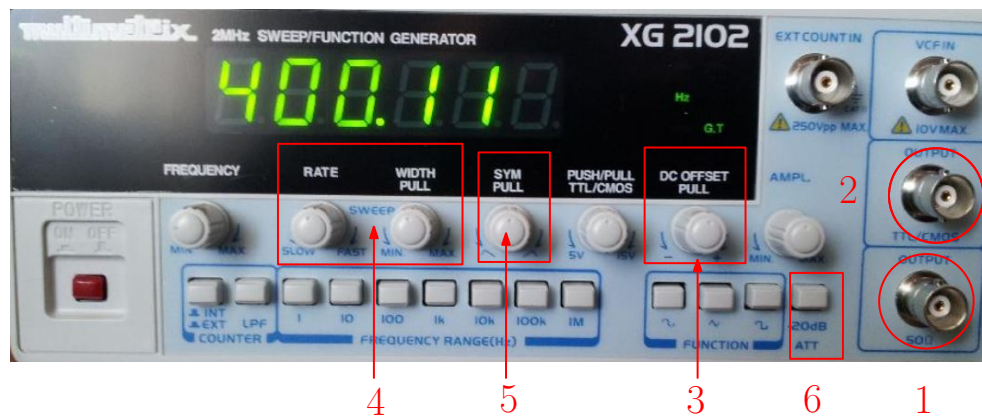 multimetrix. 2MHz SWEEP/FUNCTION GENERATOR XG 2102
EXT COUNT IN
VCF IN
400.11
Hz
G.T
250Vpp MAX.
CAT I
10V MAX.
FREQUENCY RATE WIDTH PULL SYM PULL PUSH/PULL TTL/CMOS DC OFFSET PULL AMPL.
OUTPUT
2
POWER
ON OFF
SWEEP
MIN MAX SLOW FAST MIN. MAX 5V 15V - + MIN. MAX
TTL/CMOS
OUTPUT
INT
EXT LPF 1 10 100 1k 10k 100k 1M
-20dB
COUNTER FREQUENCY RANGE(Hz) FUNCTION ATT
50Ω
4 5 3 6 1